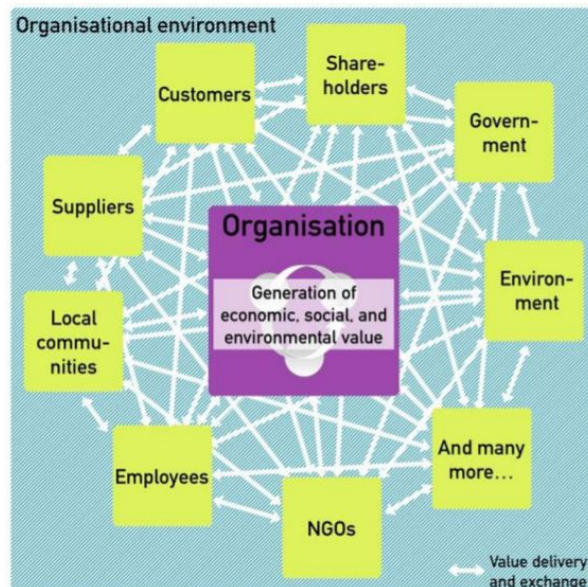 Organisational environment
Share-
holders
Customers
Govern-
ment
Suppliers
Organisation
Generation of
economic, social, and
environmental value
Environ-
ment
Local
commu-
nities
Employees
And many
more...
NGOs
Value delivery
and exchange